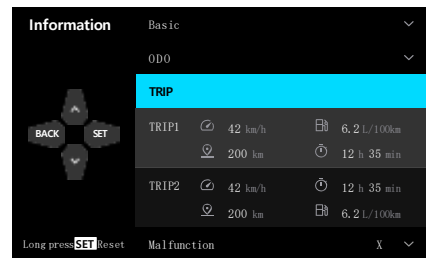 Information
Basic
ODO
TRIP
BACK SET
TRIP1 42 km/h 6.2 L/100km
200 km 12 h 35 min
TRIP2 42 km/h 12 h 35 min
200 km 6.2 L/100km
Long press SET Reset
Malfunction X